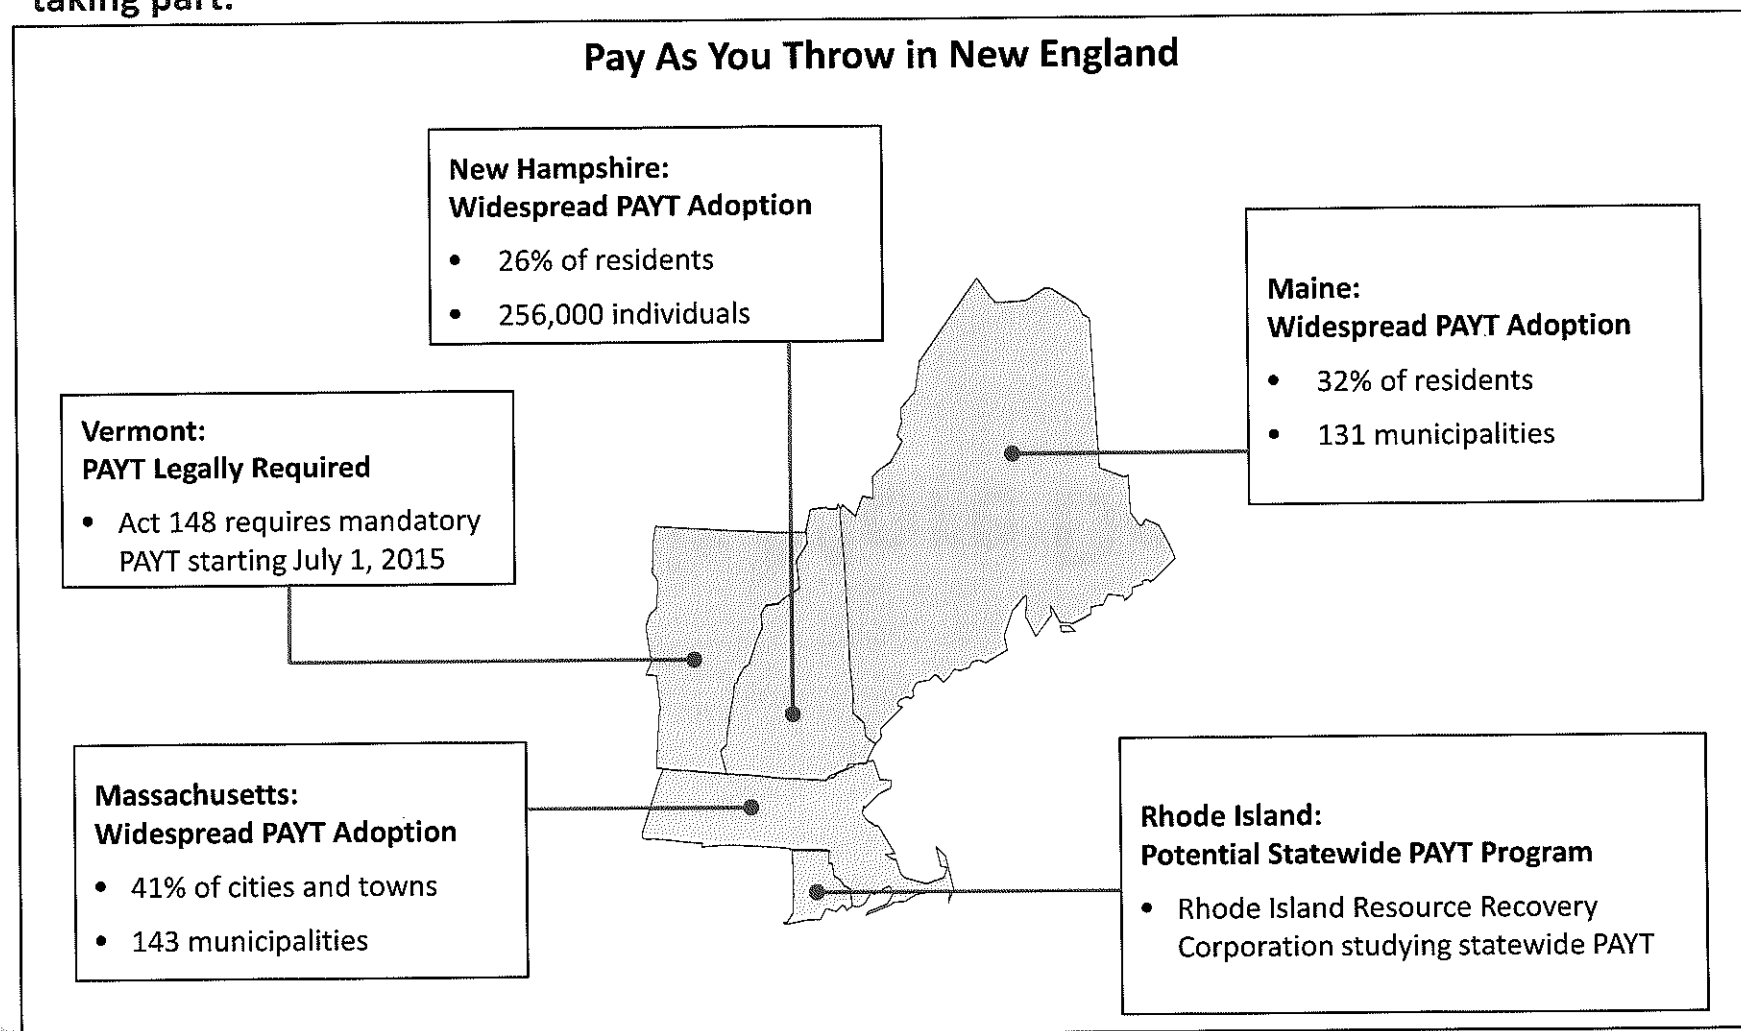 taking part.
Pay As You Throw in New England
New Hampshire:
Widespread PAYT Adoption
• 26% of residents
• 256,000 individuals
Maine:
Widespread PAYT Adoption
• 32% of residents
• 131 municipalities
Vermont:
PAYT Legally Required
• Act 148 requires mandatory
PAYT starting July 1, 2015
Massachusetts:
Widespread PAYT Adoption
• 41% of cities and towns
• 143 municipalities
Rhode Island:
Potential Statewide PAYT Program
• Rhode Island Resource Recovery
Corporation studying statewide PAYT